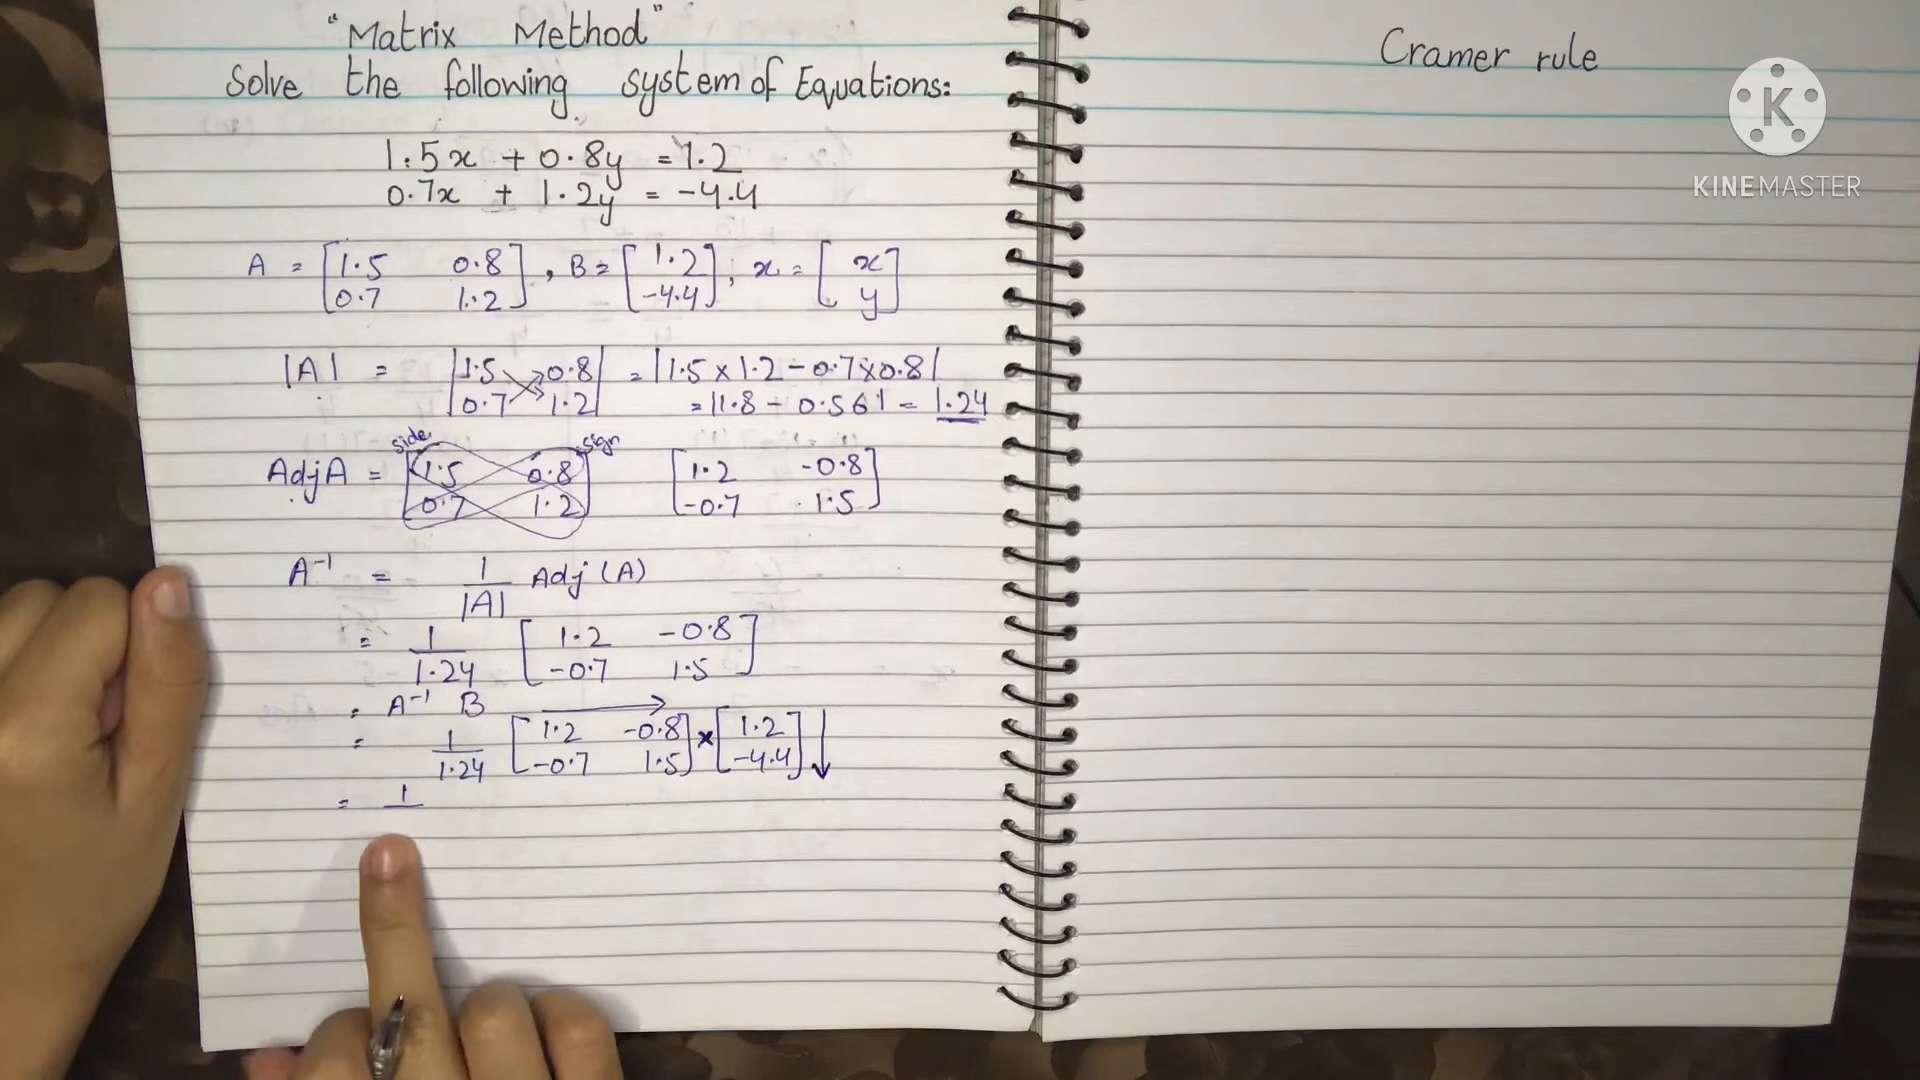 "Matrix Method"
Solve the following system of Equations:
1.5x + 0.8y = 1.2
0.7x + 1.2y = -4.4
A = [1.5 0.8], B = [1.2], x = [x]
[0.7 1.2] [-4.4] [y]
|A| = |1.5 0.8| = |1.5 × 1.2 - 0.7 × 0.8|
|0.7 1.2| = |1.8 - 0.56| = 1.24
side sign
Adj A = [1.5 0.8] [1.2 -0.8]
[0.7 1.2] [-0.7 1.5]
A⁻¹ = 1/|A| Adj (A)
= 1/1.24 [1.2 -0.8]
[-0.7 1.5]
= A⁻¹ B
= 1/1.24 [1.2 -0.8] × [1.2]
[-0.7 1.5] [-4.4]
= 1
Cramer rule
K
KINEMASTER